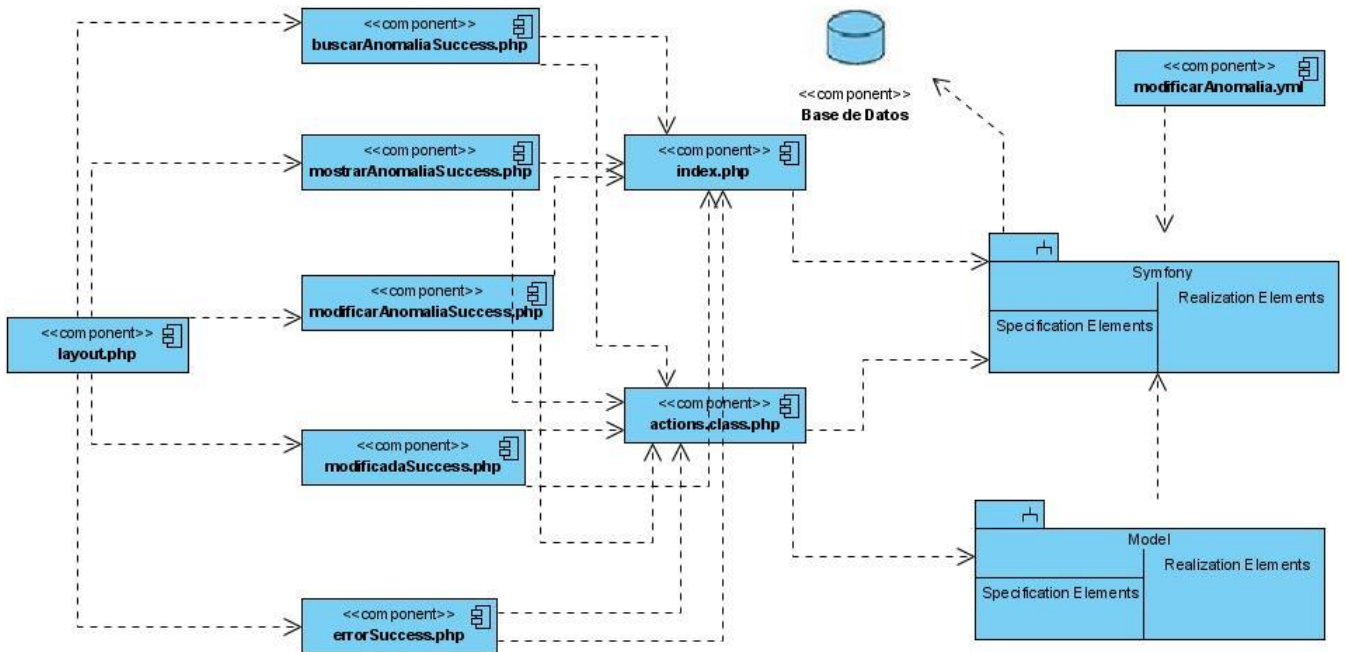 <<component>>
buscarAnomaliaSuccess.php
<<component>>
Base de Datos
<<component>>
modificarAnomalia.yml
<<component>>
mostrarAnomaliaSuccess.php
<<component>>
index.php
Symfony
Realization Elements
Specification Elements
<<component>>
modificarAnomaliaSuccess.php
<<component>>
layout.php
<<component>>
actions.class.php
<<component>>
modificadaSuccess.php
Model
Realization Elements
Specification Elements
<<component>>
errorSuccess.php